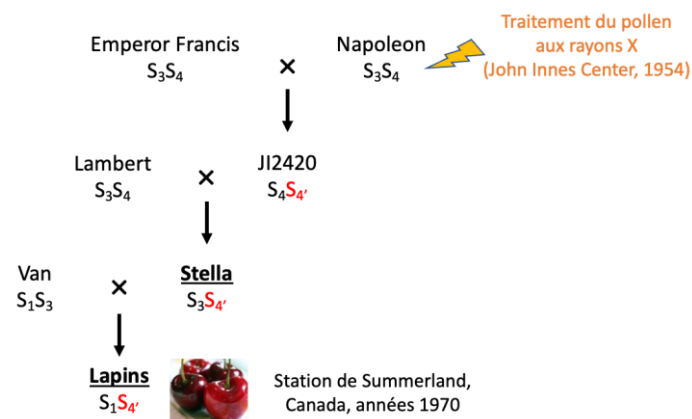 Traitement du pollen
aux rayons X
(John Innes Center, 1954)
Emperor Francis
S₃S₄
×
Napoleon
S₃S₄
Lambert
S₃S₄
×
JI2420
S₄S₄'
Van
S₁S₃
×
Stella
S₃S₄'
Lapins
S₁S₄'
Station de Summerland,
Canada, années 1970